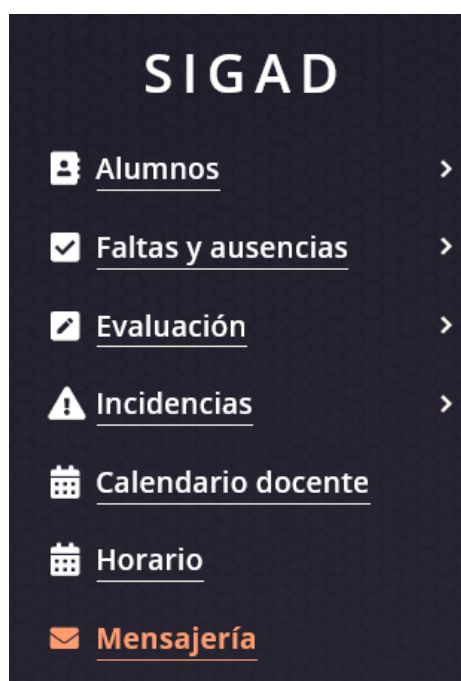 SIGAD
Alumnos
Faltas y ausencias
Evaluación
Incidencias
Calendario docente
Horario
Mensajería